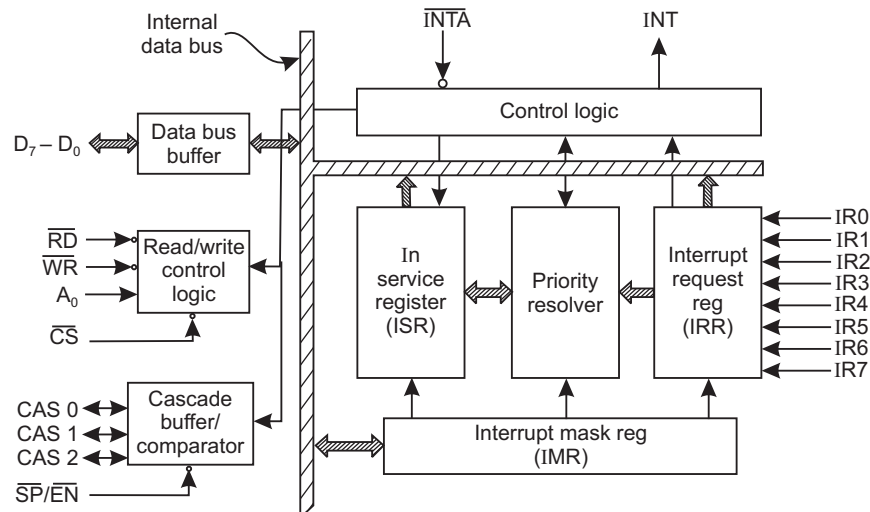 Internal
data bus
INTA
INT
Control logic
D7 – D0
Data bus
buffer
RD
WR
A0
CS
Read/write
control
logic
In
service
register
(ISR)
Priority
resolver
Interrupt
request
reg
(IRR)
IR0
IR1
IR2
IR3
IR4
IR5
IR6
IR7
CAS 0
CAS 1
CAS 2
Cascade
buffer/
comparator
SP/EN
Interrupt mask reg
(IMR)